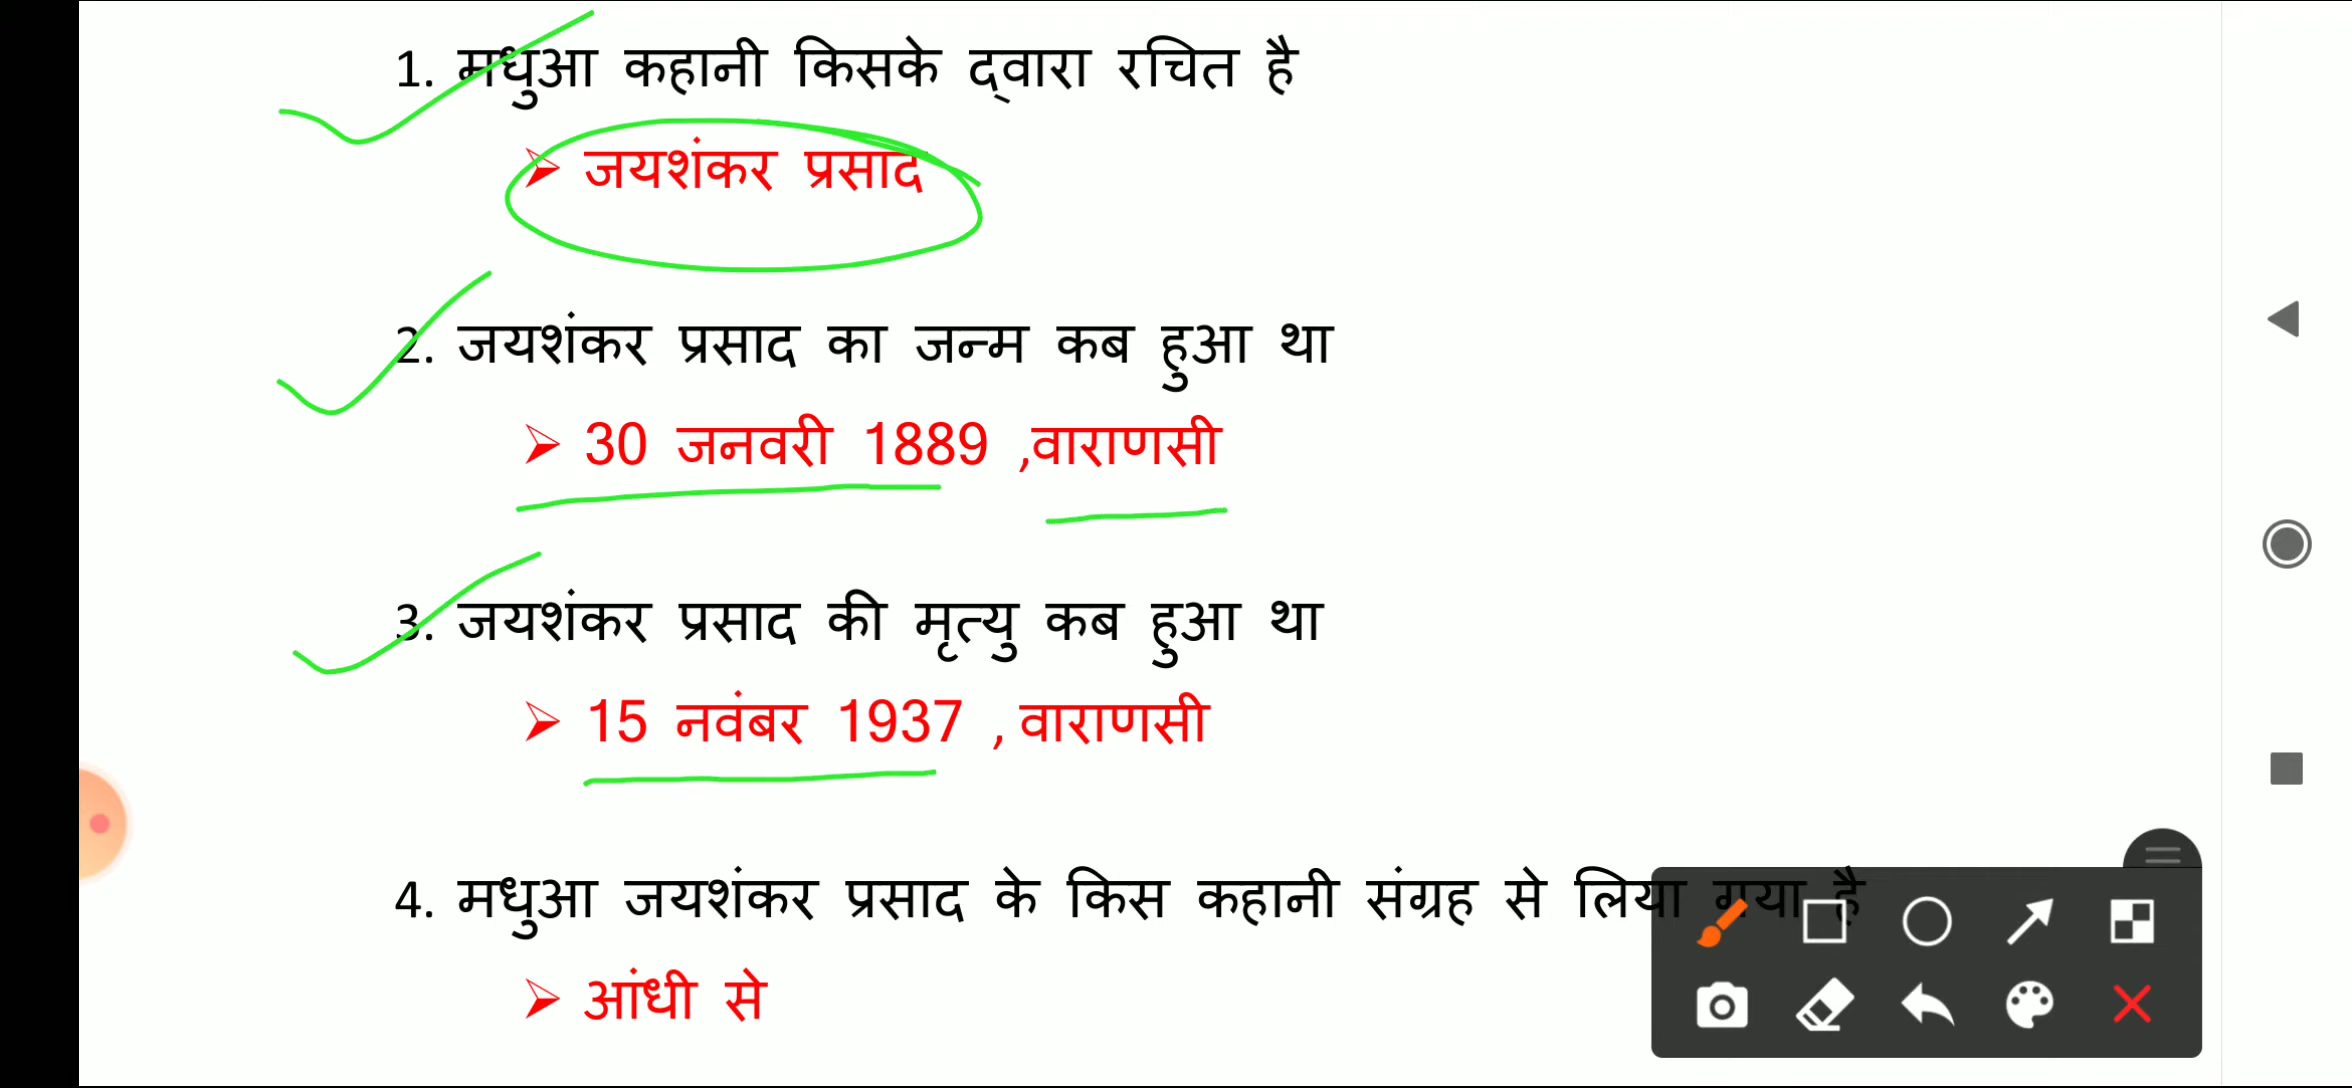 1. मधुआ कहानी किसके द्वारा रचित है
➢ जयशंकर प्रसाद
2. जयशंकर प्रसाद का जन्म कब हुआ था
➢ 30 जनवरी 1889 ,वाराणसी
3. जयशंकर प्रसाद की मृत्यु कब हुआ था
➢ 15 नवंबर 1937 , वाराणसी
4. मधुआ जयशंकर प्रसाद के किस कहानी संग्रह से लिया गया है
➢ आंधी से